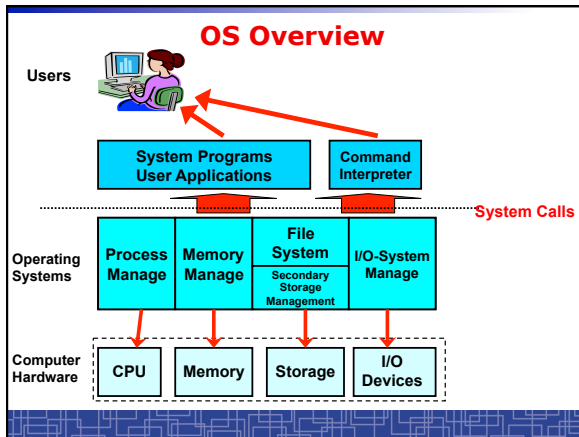 OS Overview
Users
System Programs
User Applications
Command
Interpreter
System Calls
Operating
Systems
Process
Manage
Memory
Manage
File
System
Secondary
Storage
Management
I/O-System
Manage
Computer
Hardware
CPU
Memory
Storage
I/O
Devices